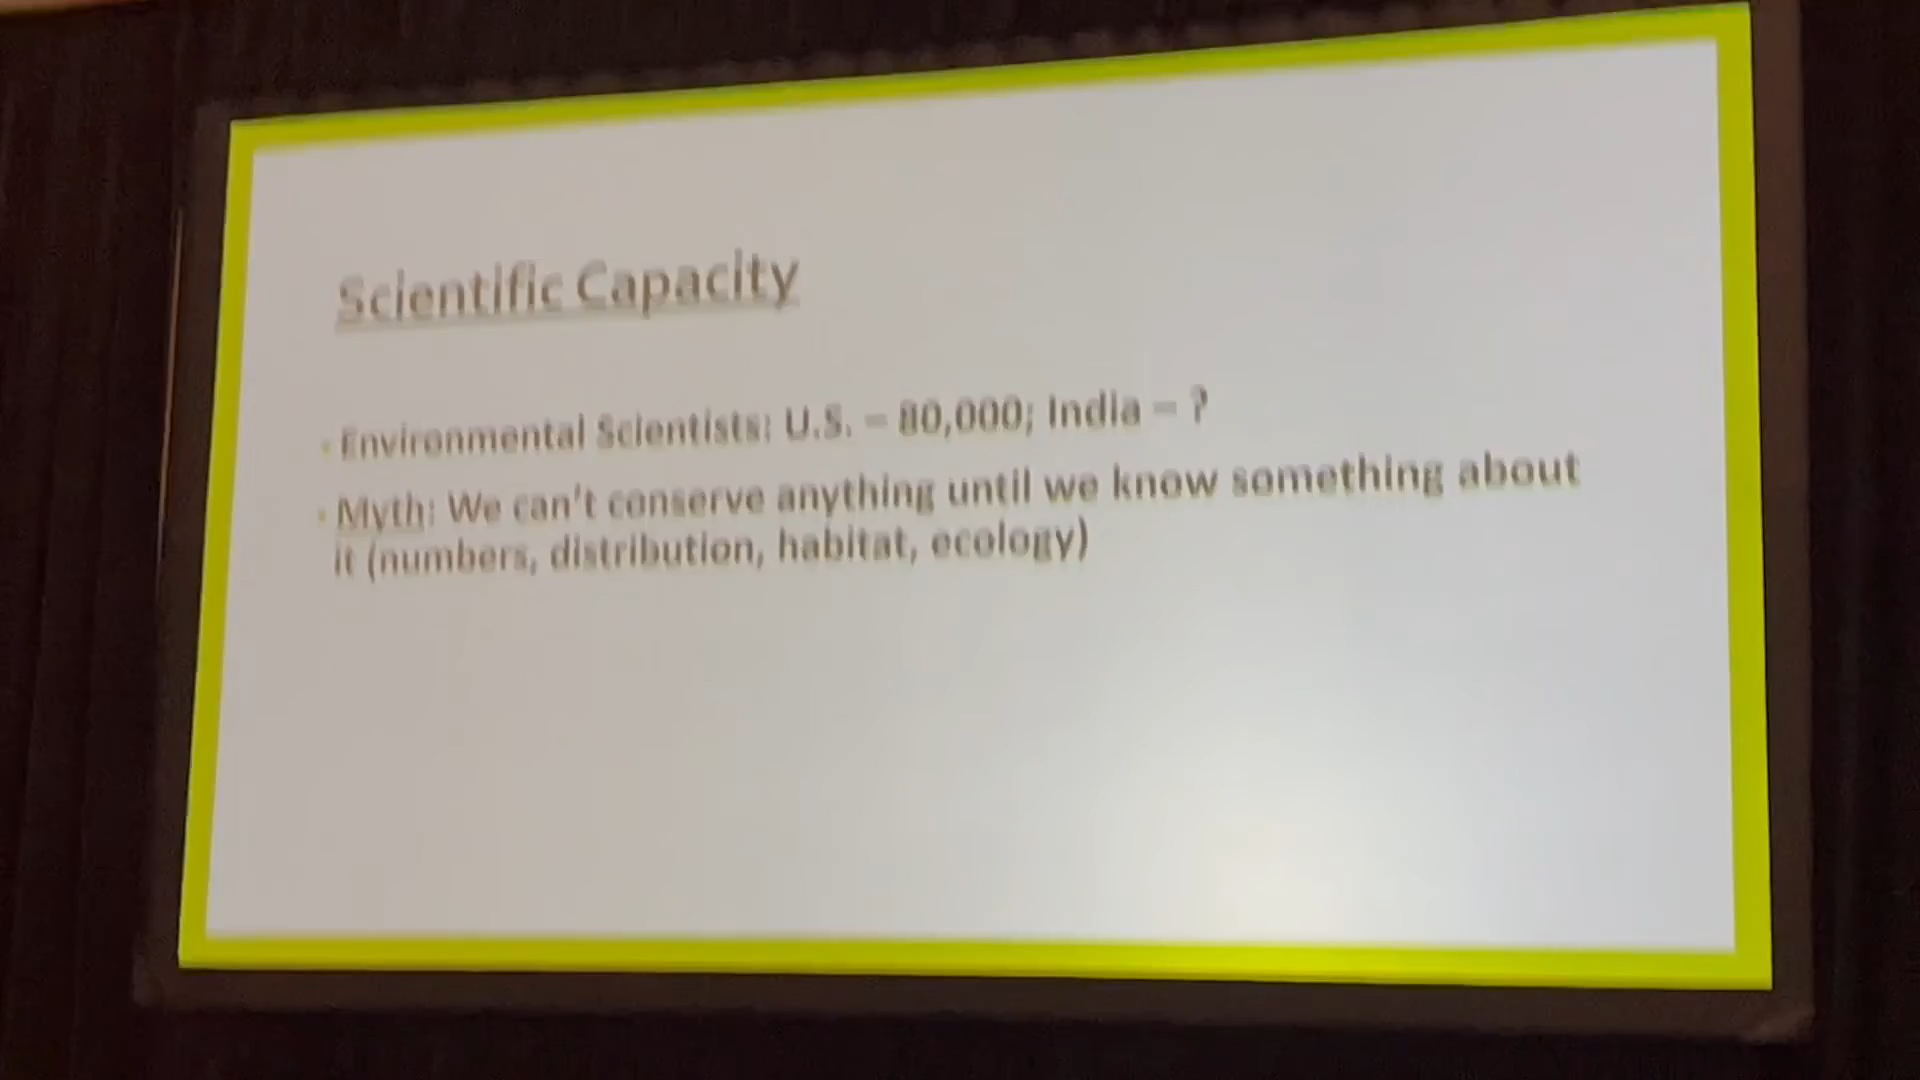 Scientific Capacity
• Environmental Scientists: U.S. – 80,000; India – ?
• Myth: We can't conserve anything until we know something about
it (numbers, distribution, habitat, ecology)